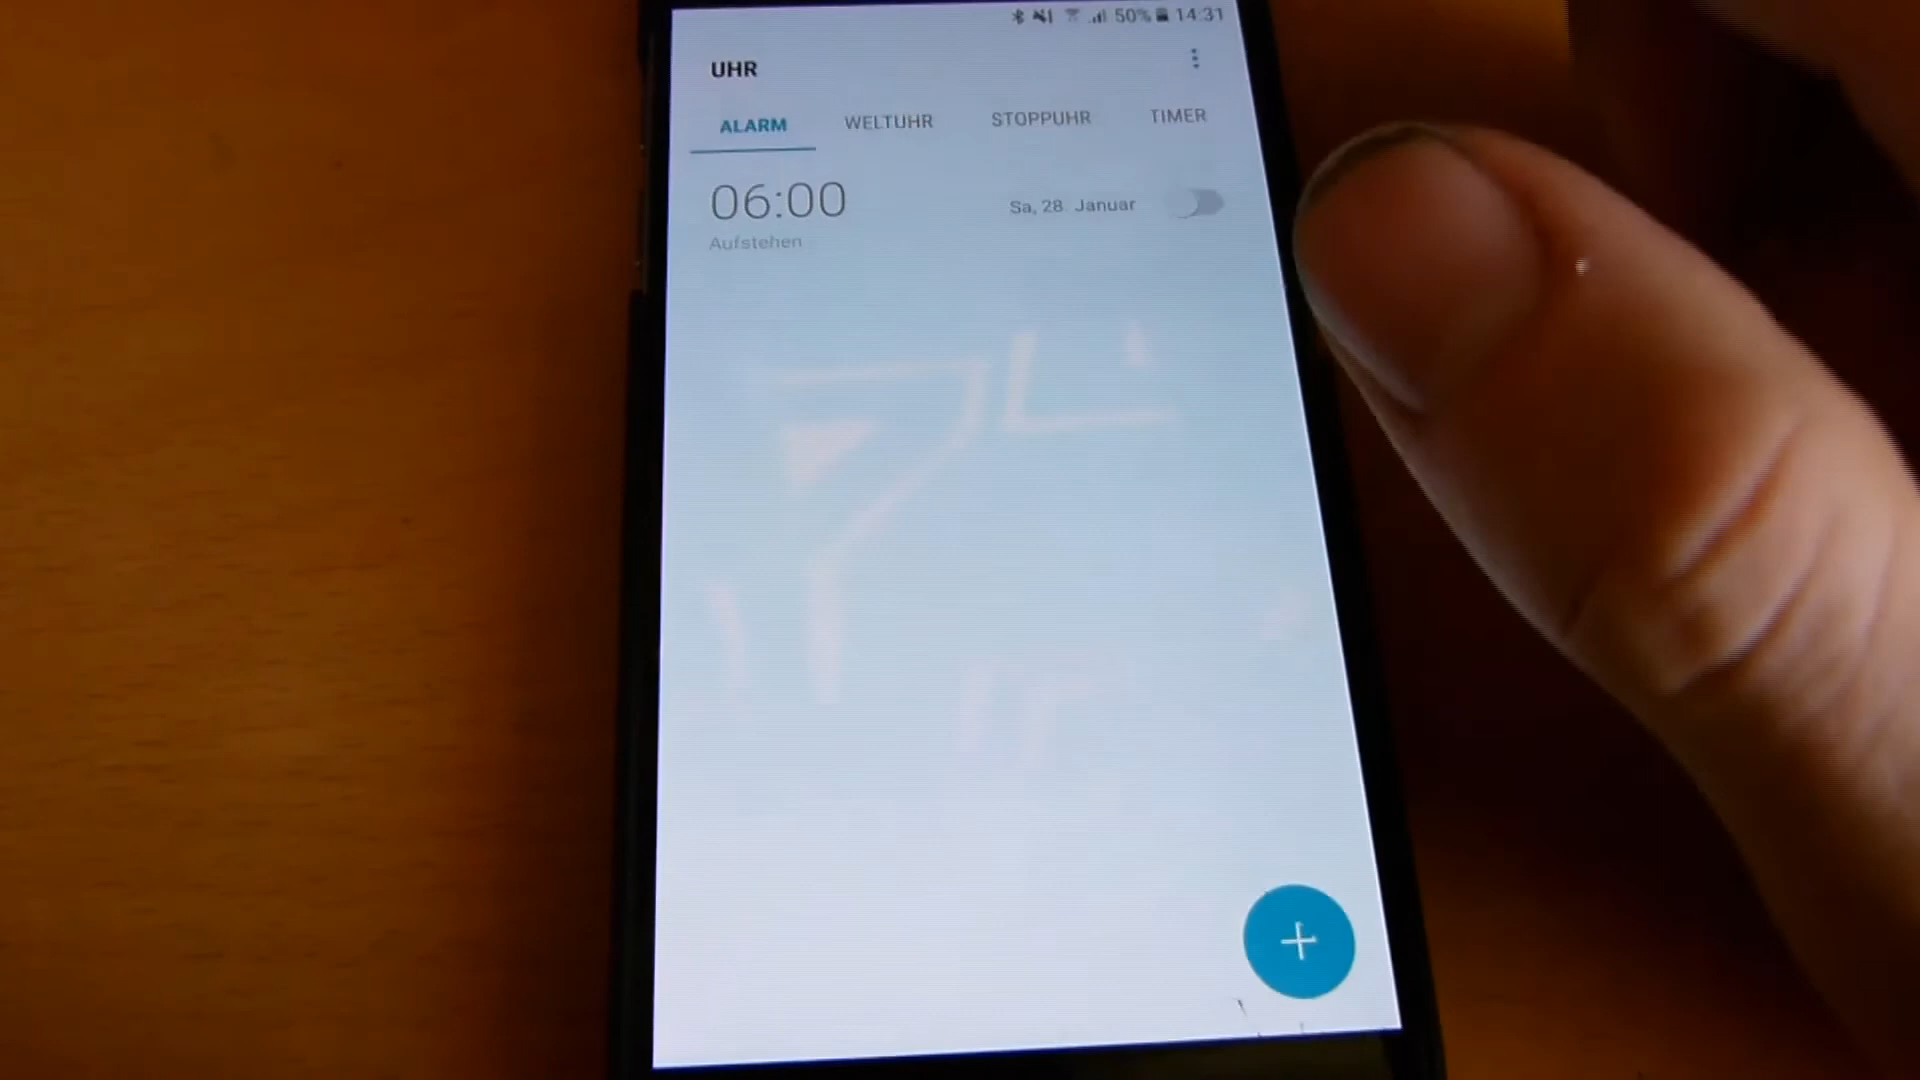 50% 14:31
UHR
ALARM WELTUHR STOPPUHR TIMER
06:00 Sa, 28. Januar
Aufstehen